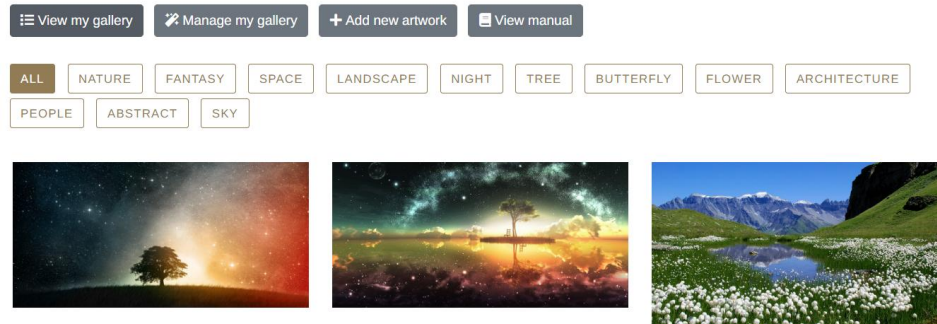 View my gallery Manage my gallery Add new artwork View manual
ALL NATURE FANTASY SPACE LANDSCAPE NIGHT TREE BUTTERFLY FLOWER ARCHITECTURE
PEOPLE ABSTRACT SKY